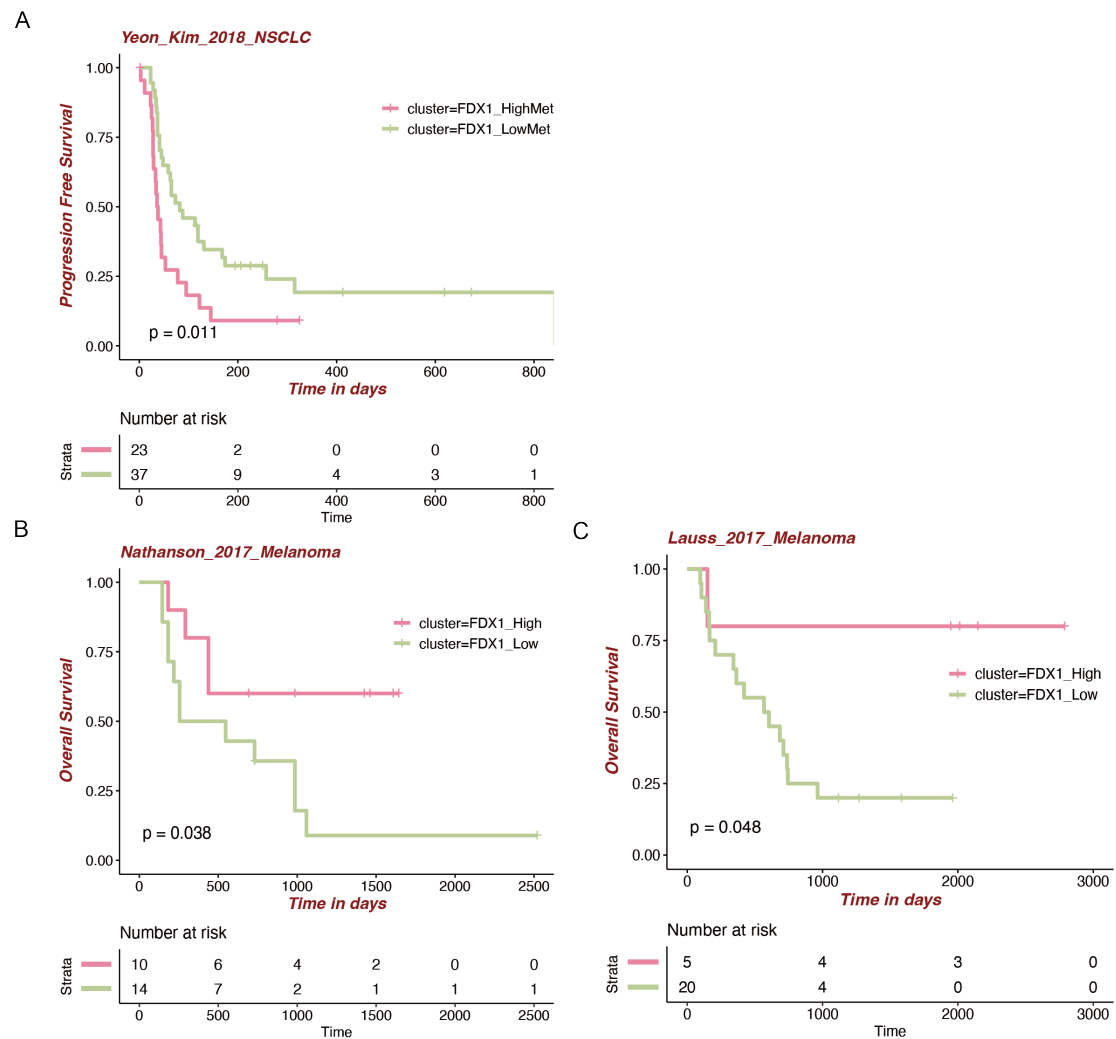 A
Yeon_Kim_2018_NSCLC
1.00
0.75
0.50
0.25
0.00
Progression Free Survival
cluster=FDX1_HighMet
cluster=FDX1_LowMet
p = 0.011
0 200 400 600 800
Time in days
Number at risk
Strata
23 2 0 0 0
37 9 4 3 1
0 200 400 600 800
Time
B
Nathanson_2017_Melanoma
1.00
0.75
0.50
0.25
0.00
Overall Survival
cluster=FDX1_High
cluster=FDX1_Low
p = 0.038
0 500 1000 1500 2000 2500
Time in days
Number at risk
Strata
10 6 4 2 0 0
14 7 2 1 1 1
0 500 1000 1500 2000 2500
Time
C
Lauss_2017_Melanoma
1.00
0.75
0.50
0.25
0.00
Overall Survival
cluster=FDX1_High
cluster=FDX1_Low
p = 0.048
0 1000 2000 3000
Time in days
Number at risk
Strata
5 4 3 0
20 4 0 0
0 1000 2000 3000
Time